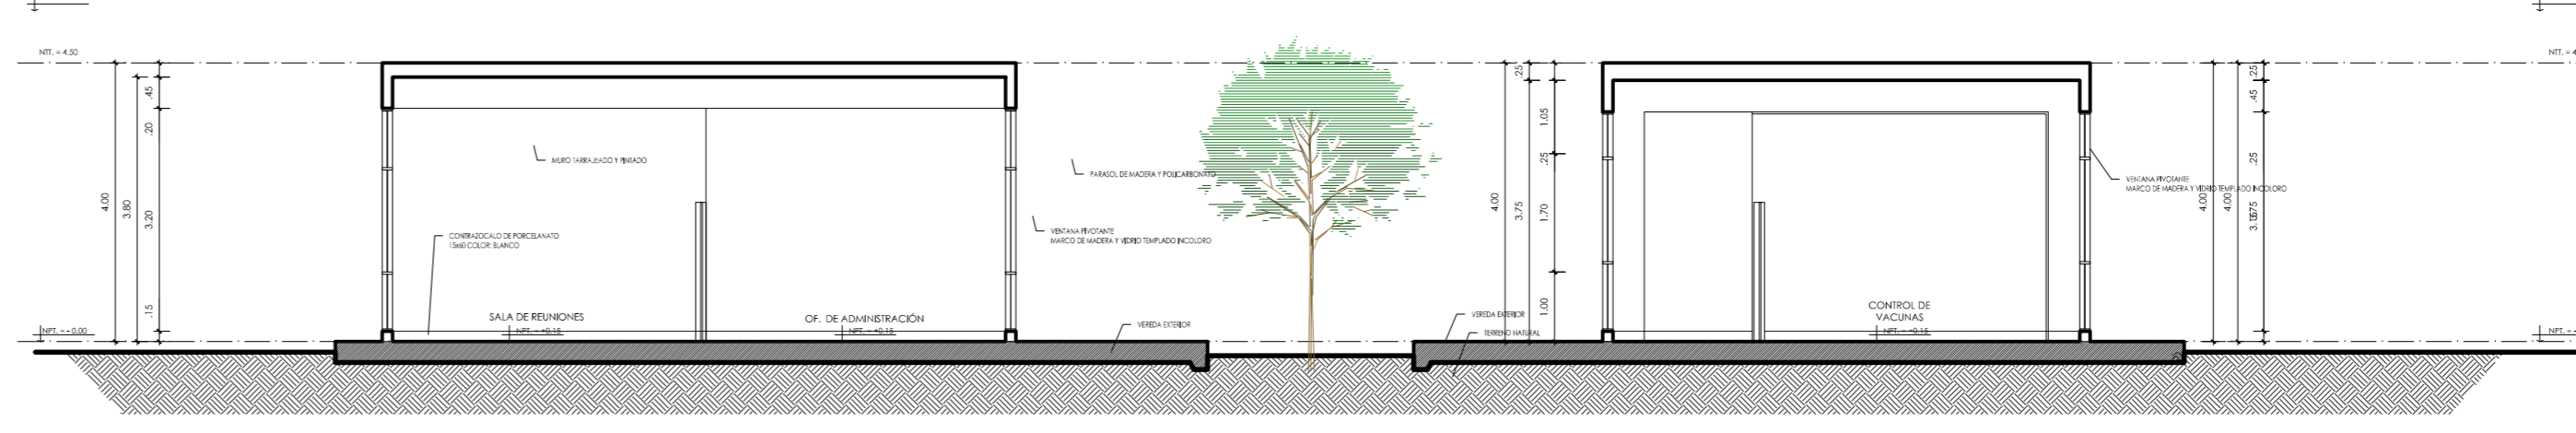 NTT. = 4.50
NTT. = 4
4.00
3.80
.45
.20
3.20
.15
MURO TARRAJEADO Y PINTADO
CONTRAZOCALO DE PORCELANATO
15x60 COLOR: BLANCO
SALA DE REUNIONES
NPT. = +0.15
OF. DE ADMINISTRACIÓN
NPT. = +0.15
PARASOL DE MADERA Y POLICARBONATO
VENTANA PIVOTANTE
MARCO DE MADERA Y VIDRIO TEMPLADO INCOLORO
VEREDA EXTERIOR
4.00
.25
3.75
1.05
.25
1.70
1.00
VEREDA EXTERIOR
TERRENO NATURAL
CONTROL DE
VACUNAS
NPT. = +0.15
VENTANA PIVOTANTE
MARCO DE MADERA Y VIDRIO TEMPLADO INCOLORO
4.00
4.00
.25
.45
.25
NPT. = - 0.00
NPT. = -